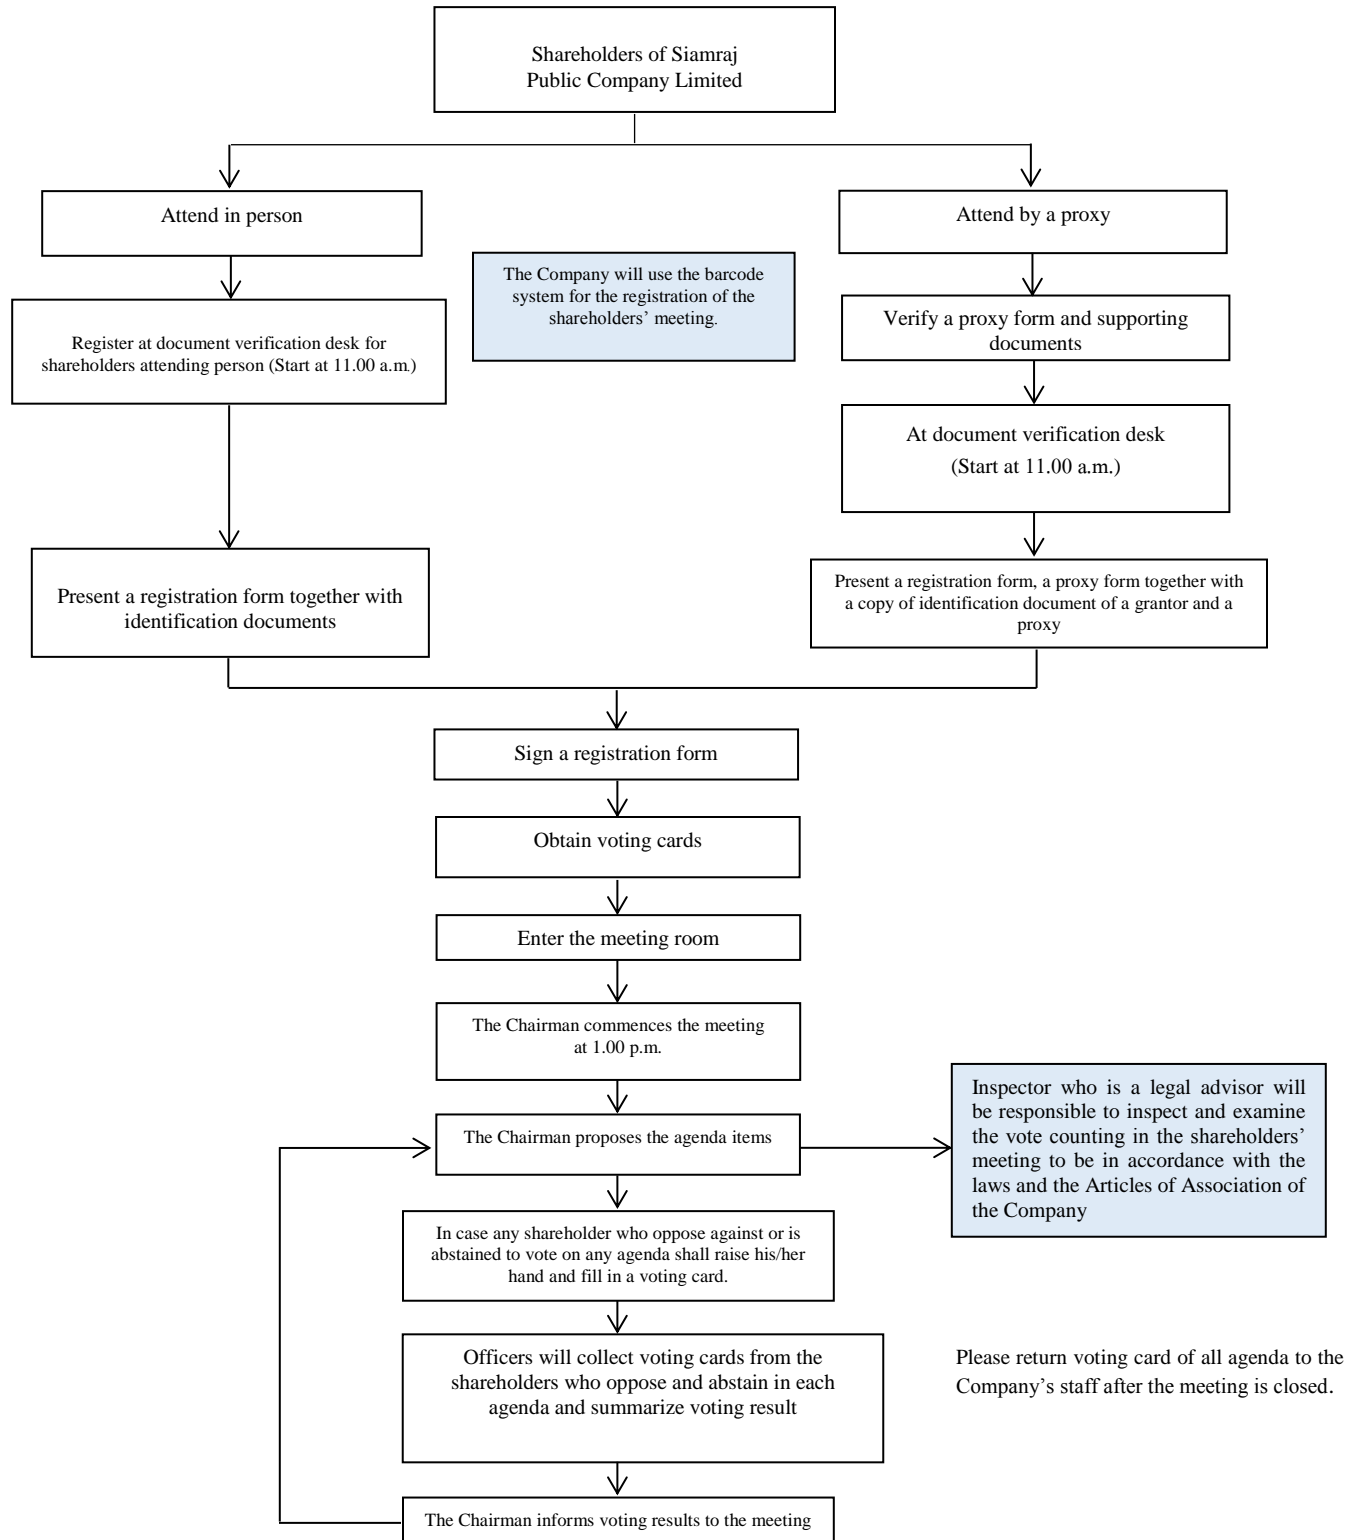 Shareholders of Siamraj
Public Company Limited
Attend in person
Attend by a proxy
The Company will use the barcode
system for the registration of the
shareholders’ meeting.
Register at document verification desk for
shareholders attending person (Start at 11.00 a.m.)
Verify a proxy form and supporting
documents
At document verification desk
(Start at 11.00 a.m.)
Present a registration form together with
identification documents
Present a registration form, a proxy form together with
a copy of identification document of a grantor and a
proxy
Sign a registration form
Obtain voting cards
Enter the meeting room
The Chairman commences the meeting
at 1.00 p.m.
The Chairman proposes the agenda items
Inspector who is a legal advisor will
be responsible to inspect and examine
the vote counting in the shareholders’
meeting to be in accordance with the
laws and the Articles of Association of
the Company
In case any shareholder who oppose against or is
abstained to vote on any agenda shall raise his/her
hand and fill in a voting card.
Officers will collect voting cards from the
shareholders who oppose and abstain in each
agenda and summarize voting result
Please return voting card of all agenda to the
Company’s staff after the meeting is closed.
The Chairman informs voting results to the meeting